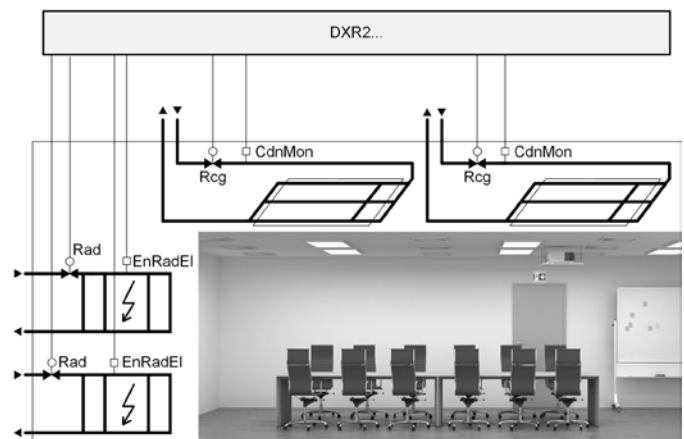 DXR2...
CdnMon
CdnMon
Rcg
Rcg
Rad
EnRadEl
Rad
EnRadEl